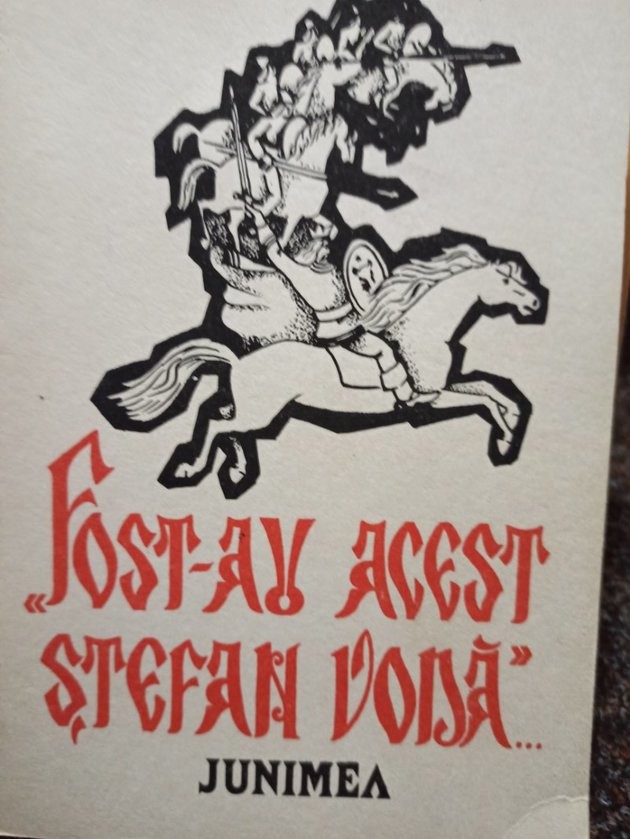 «FOST-AU ACEST
ȘTEFAN VODĂ»...
JUNIMEA